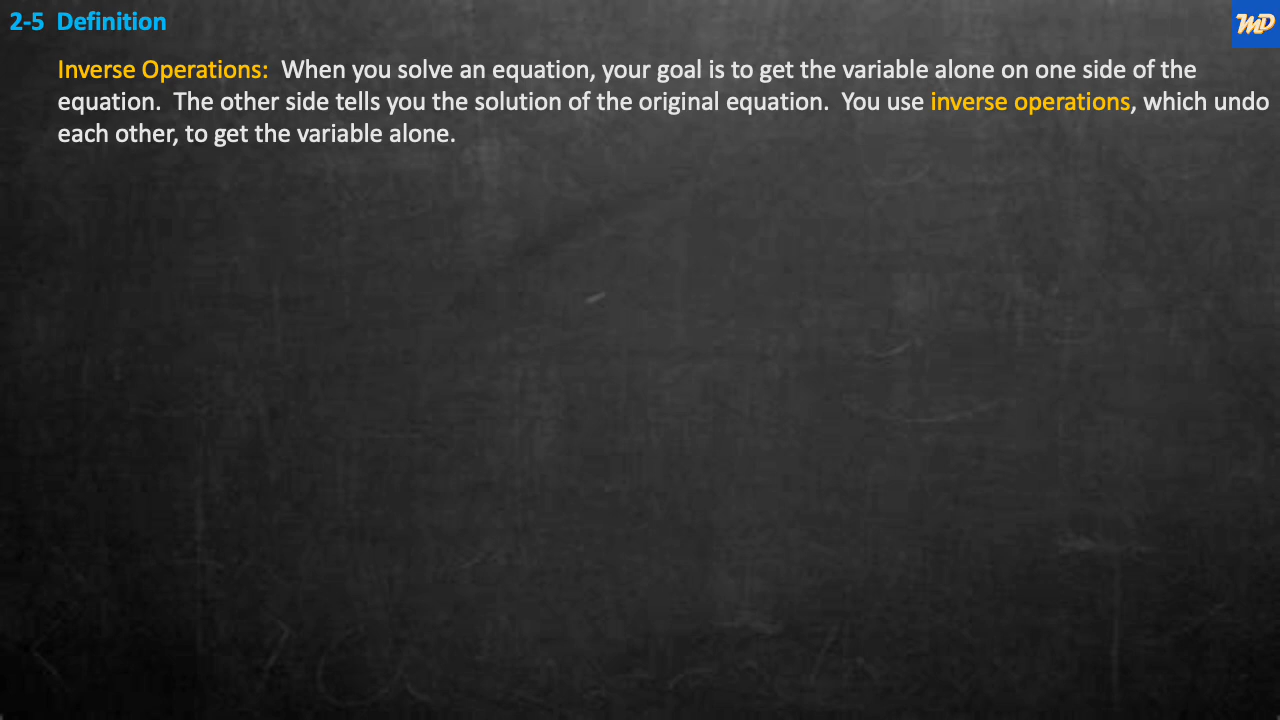 2-5 Definition
MD
Inverse Operations: When you solve an equation, your goal is to get the variable alone on one side of the
equation. The other side tells you the solution of the original equation. You use inverse operations, which undo
each other, to get the variable alone.